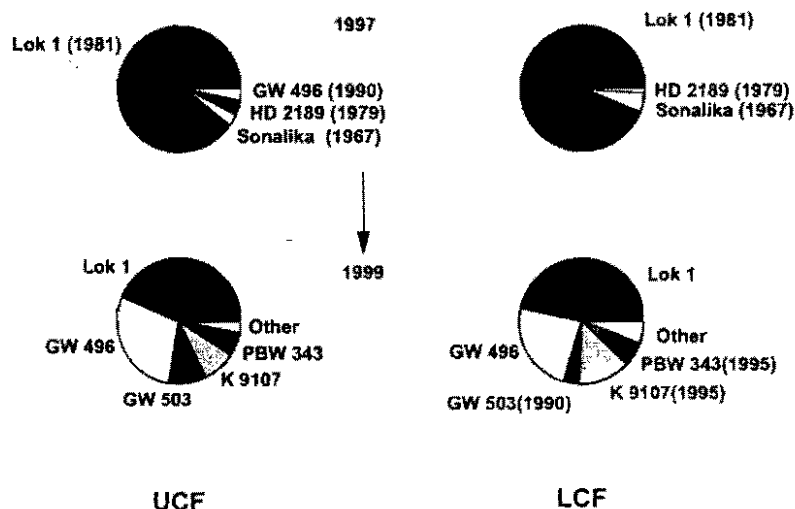 1997
Lok 1 (1981)
GW 496 (1990)
HD 2189 (1979)
Sonalika (1967)
Lok 1 (1981)
HD 2189 (1979)
Sonalika (1967)
1999
Lok 1
Other
PBW 343
K 9107
GW 503
GW 496
Lok 1
Other
PBW 343(1995)
K 9107(1995)
GW 503(1990)
GW 496
UCF
LCF